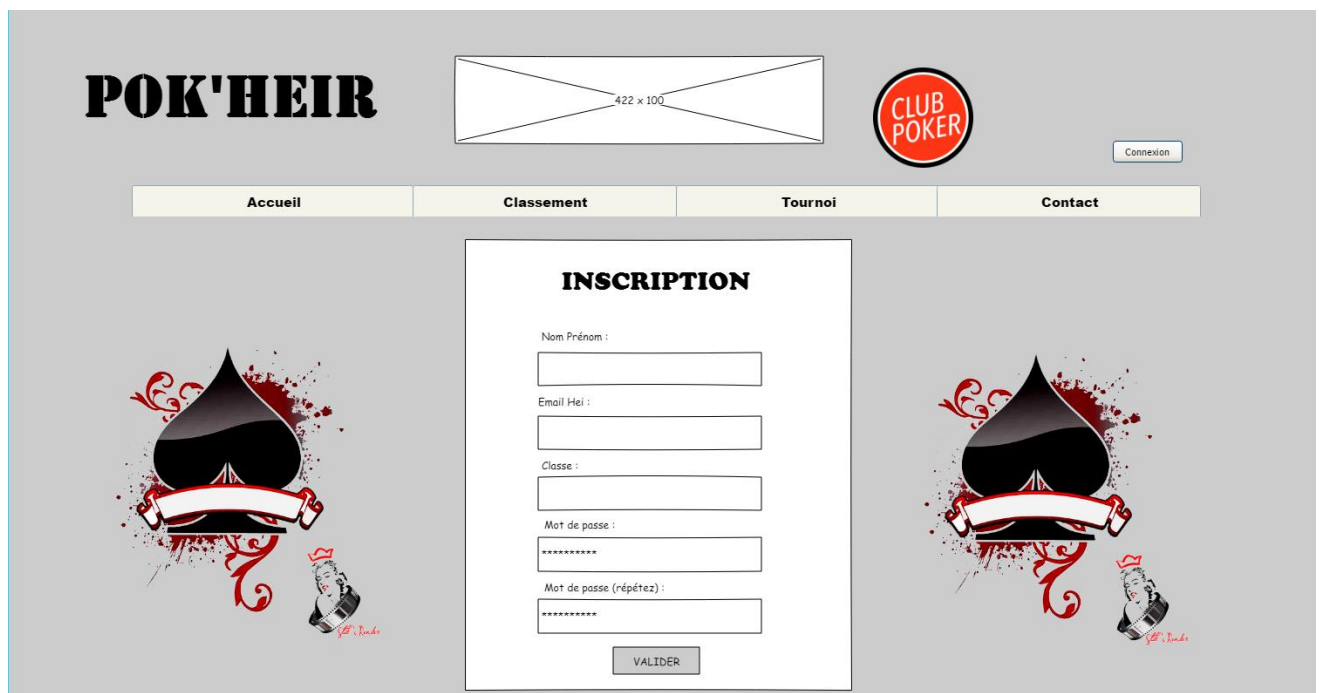 POK'HEIR
422 x 100
CLUB
POKER
Connexion
Accueil Classement Tournoi Contact
INSCRIPTION
Nom Prénom :
Email Hei :
Classe :
Mot de passe :
**********
Mot de passe (répétez) :
**********
VALIDER